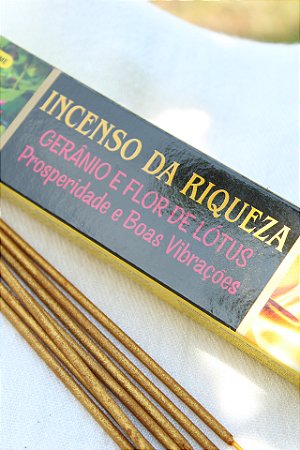 INCENSO DA RIQUEZA
GERÂNIO E FLOR DE LÓTUS
Prosperidade e Boas Vibrações